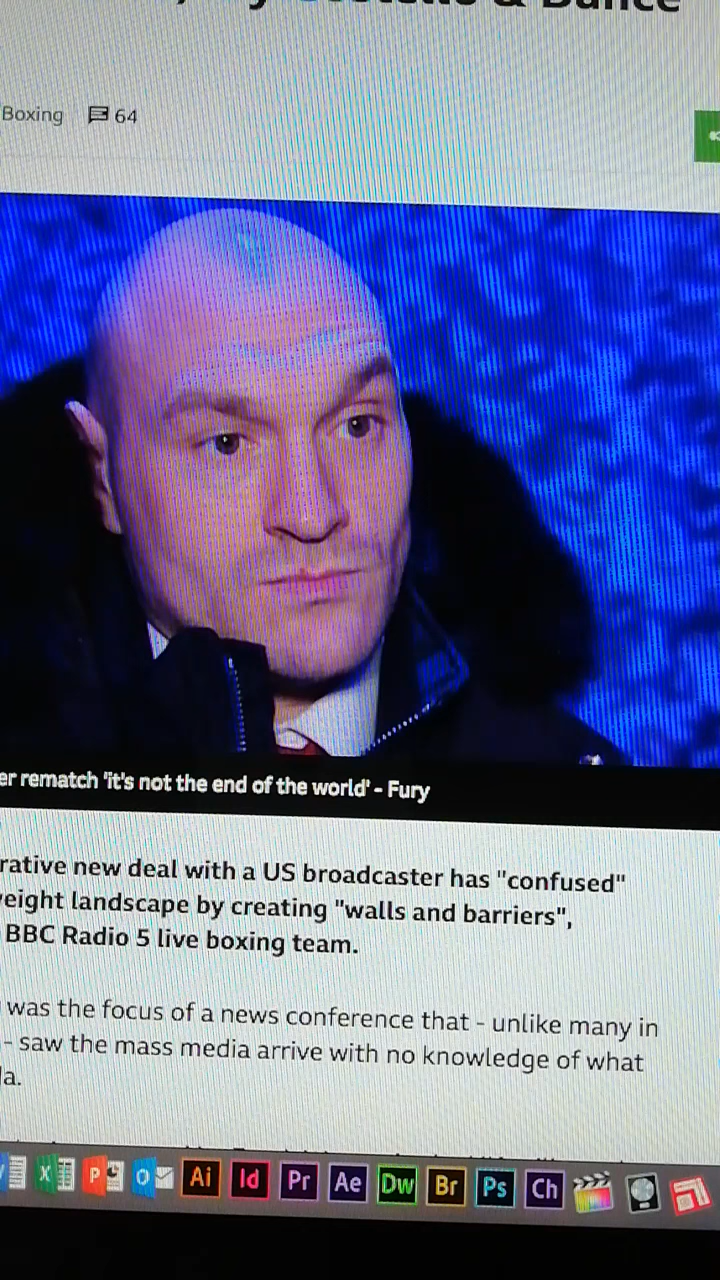 & Dance
Boxing 64
er rematch 'it's not the end of the world' - Fury
rative new deal with a US broadcaster has "confused"
eight landscape by creating "walls and barriers",
BBC Radio 5 live boxing team.
was the focus of a news conference that - unlike many in
- saw the mass media arrive with no knowledge of what
la.
Ai Id Pr Ae Dw Br Ps Ch